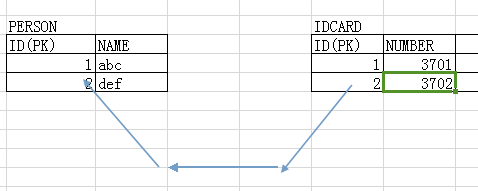 PERSON IDCARD
ID(PK) NAME ID(PK) NUMBER
1 abc 1 3701
2 def 2 3702